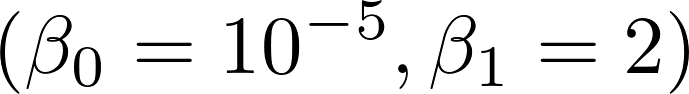 (β₀ = 10⁻⁵, β₁ = 2)